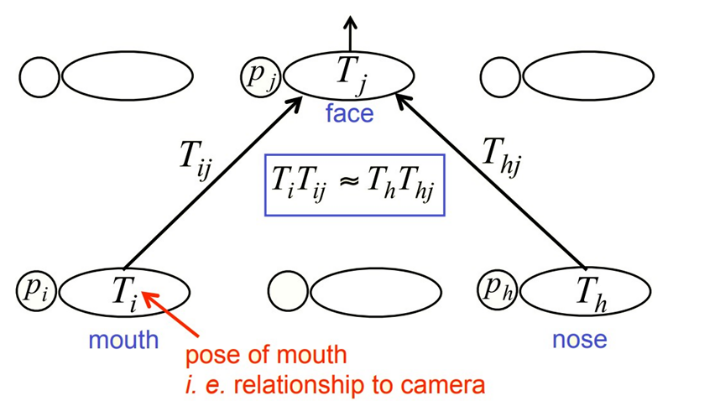 p_j T_j
face
T_ij
T_hj
T_i T_ij ≈ T_h T_hj
p_i T_i
p_h T_h
mouth
nose
pose of mouth
i. e. relationship to camera